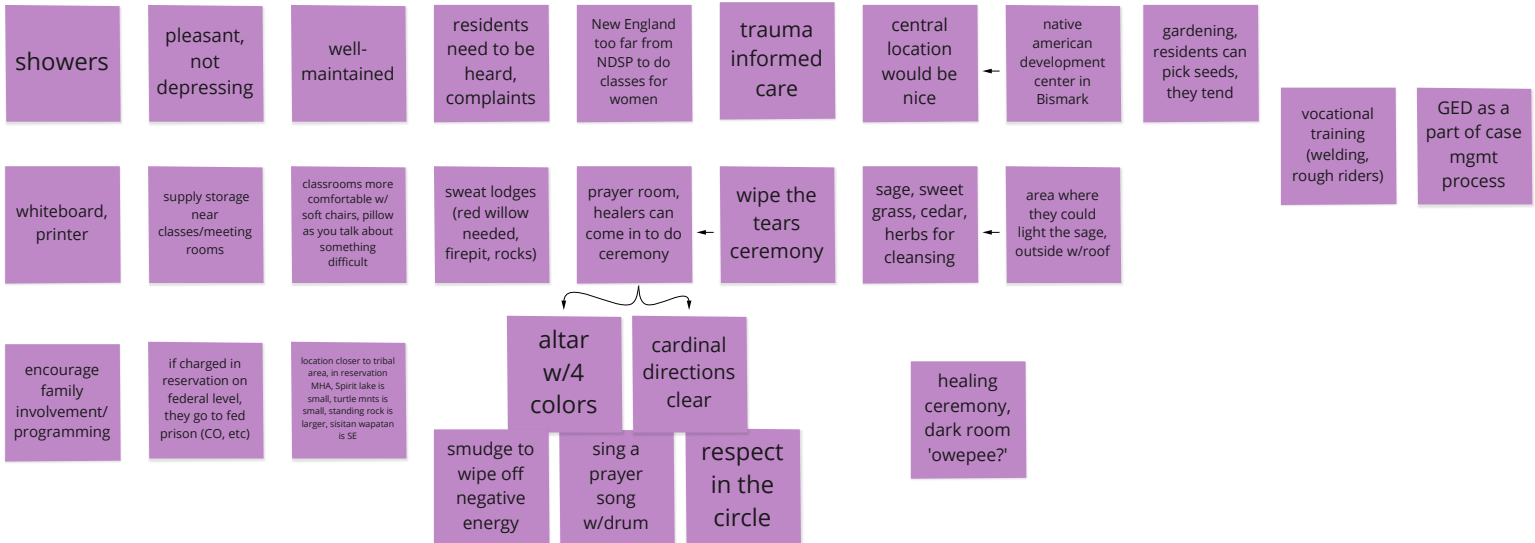 showers
pleasant,
not
depressing
well-
maintained
residents
need to be
heard,
complaints
New England
too far from
NDSP to do
classes for
women
trauma
informed
care
central
location
would be
nice
native
american
development
center in
Bismark
gardening,
residents can
pick seeds,
they tend
vocational
training
(welding,
rough riders)
GED as a
part of case
mgmt
process
whiteboard,
printer
supply storage
near
classes/meeting
rooms
classrooms more
comfortable w/
soft chairs, pillow
as you talk about
something
difficult
sweat lodges
(red willow
needed,
firepit, rocks)
prayer room,
healers can
come in to do
ceremony
wipe the
tears
ceremony
sage, sweet
grass, cedar,
herbs for
cleansing
area where
they could
light the sage,
outside w/roof
encourage
family
involvement/
programming
if charged in
reservation on
federal level,
they go to fed
prison (CO, etc)
location closer to tribal
area, in reservation
MHA, Spirit lake is
small, turtle mnts is
small, standing rock is
larger, sisitan wapatan
is SE
altar
w/4
colors
cardinal
directions
clear
smudge to
wipe off
negative
energy
sing a
prayer
song
w/drum
respect
in the
circle
healing
ceremony,
dark room
'owepee?'